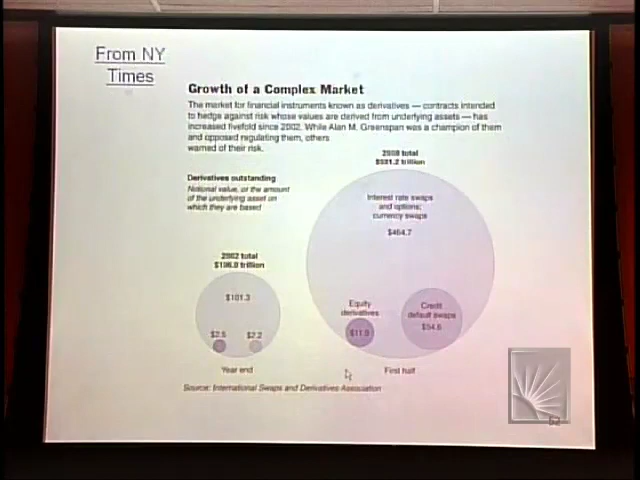 From NY
Times
Growth of a Complex Market
The market for financial instruments known as derivatives — contracts intended
to hedge against risk whose values are derived from underlying assets — has
increased fivefold since 2002. While Alan M. Greenspan was a champion of them
and opposed regulating them, others
warned of their risk.
2008 total
$531.2 trillion
Derivatives outstanding
Notional value, or the amount
of the underlying asset on
which they are based
Interest rate swaps
and options;
currency swaps
$464.7
2002 total
trillion
$101.3
Equity
derivatives
Credit
default swaps
$2.5
$2.2
$11.9
$54.6
Year end
First half
Source: International Swaps and Derivatives Association
52